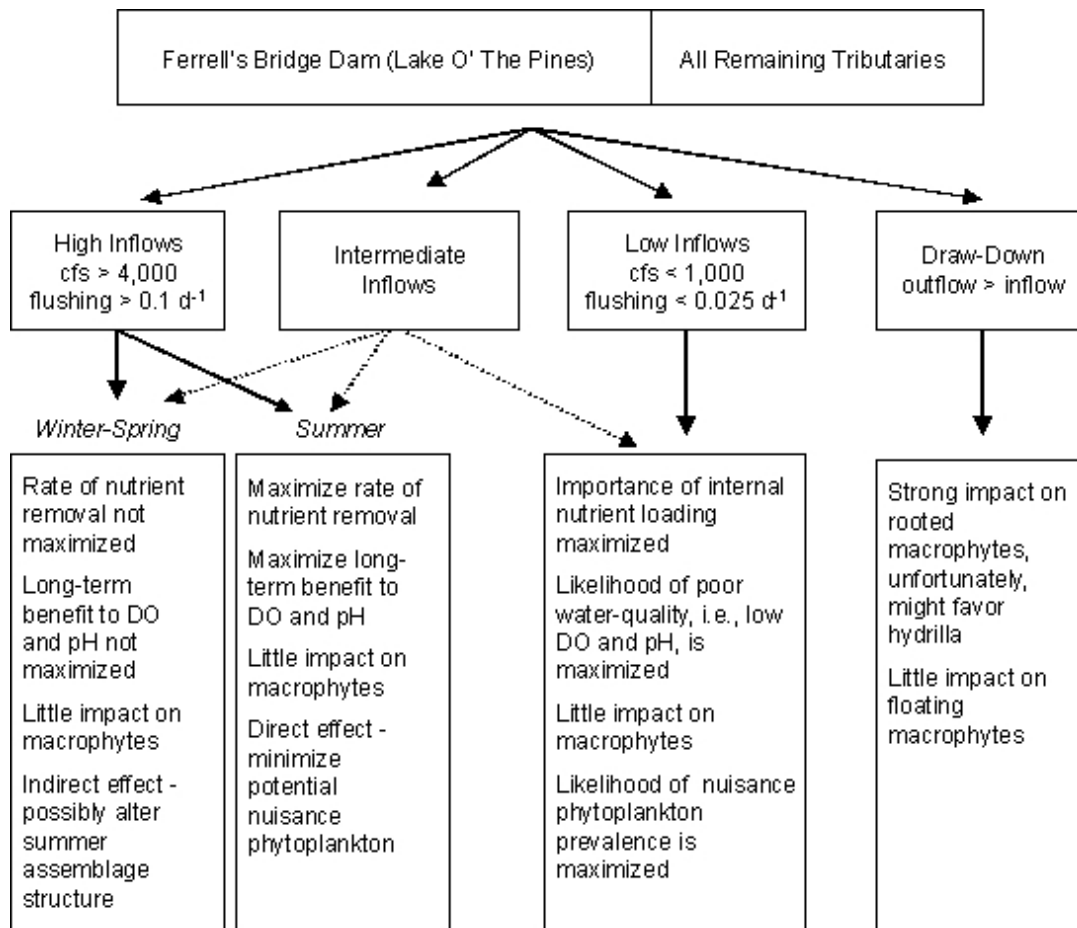 Ferrell's Bridge Dam (Lake O' The Pines)
All Remaining Tributaries
High Inflows
cfs > 4,000
flushing > 0.1 d-1
Intermediate
Inflows
Low Inflows
cfs < 1,000
flushing < 0.025 d-1
Draw-Down
outflow > inflow
Winter-Spring
Summer
Rate of nutrient
removal not
maximized
Long-term
benefit to DO
and pH not
maximized
Little impact on
macrophytes
Indirect effect -
possibly alter
summer
assemblage
structure
Maximize rate of
nutrient removal
Maximize long-
term benefit to
DO and pH
Little impact on
macrophytes
Direct effect -
minimize
potential
nuisance
phytoplankton
Importance of internal
nutrient loading
maximized
Likelihood of poor
water-quality, i.e., low
DO and pH, is
maximized
Little impact on
macrophytes
Likelihood of nuisance
phytoplankton
prevalence is
maximized
Strong impact on
rooted
macrophytes,
unfortunately,
might favor
hydrilla
Little impact on
floating
macrophytes